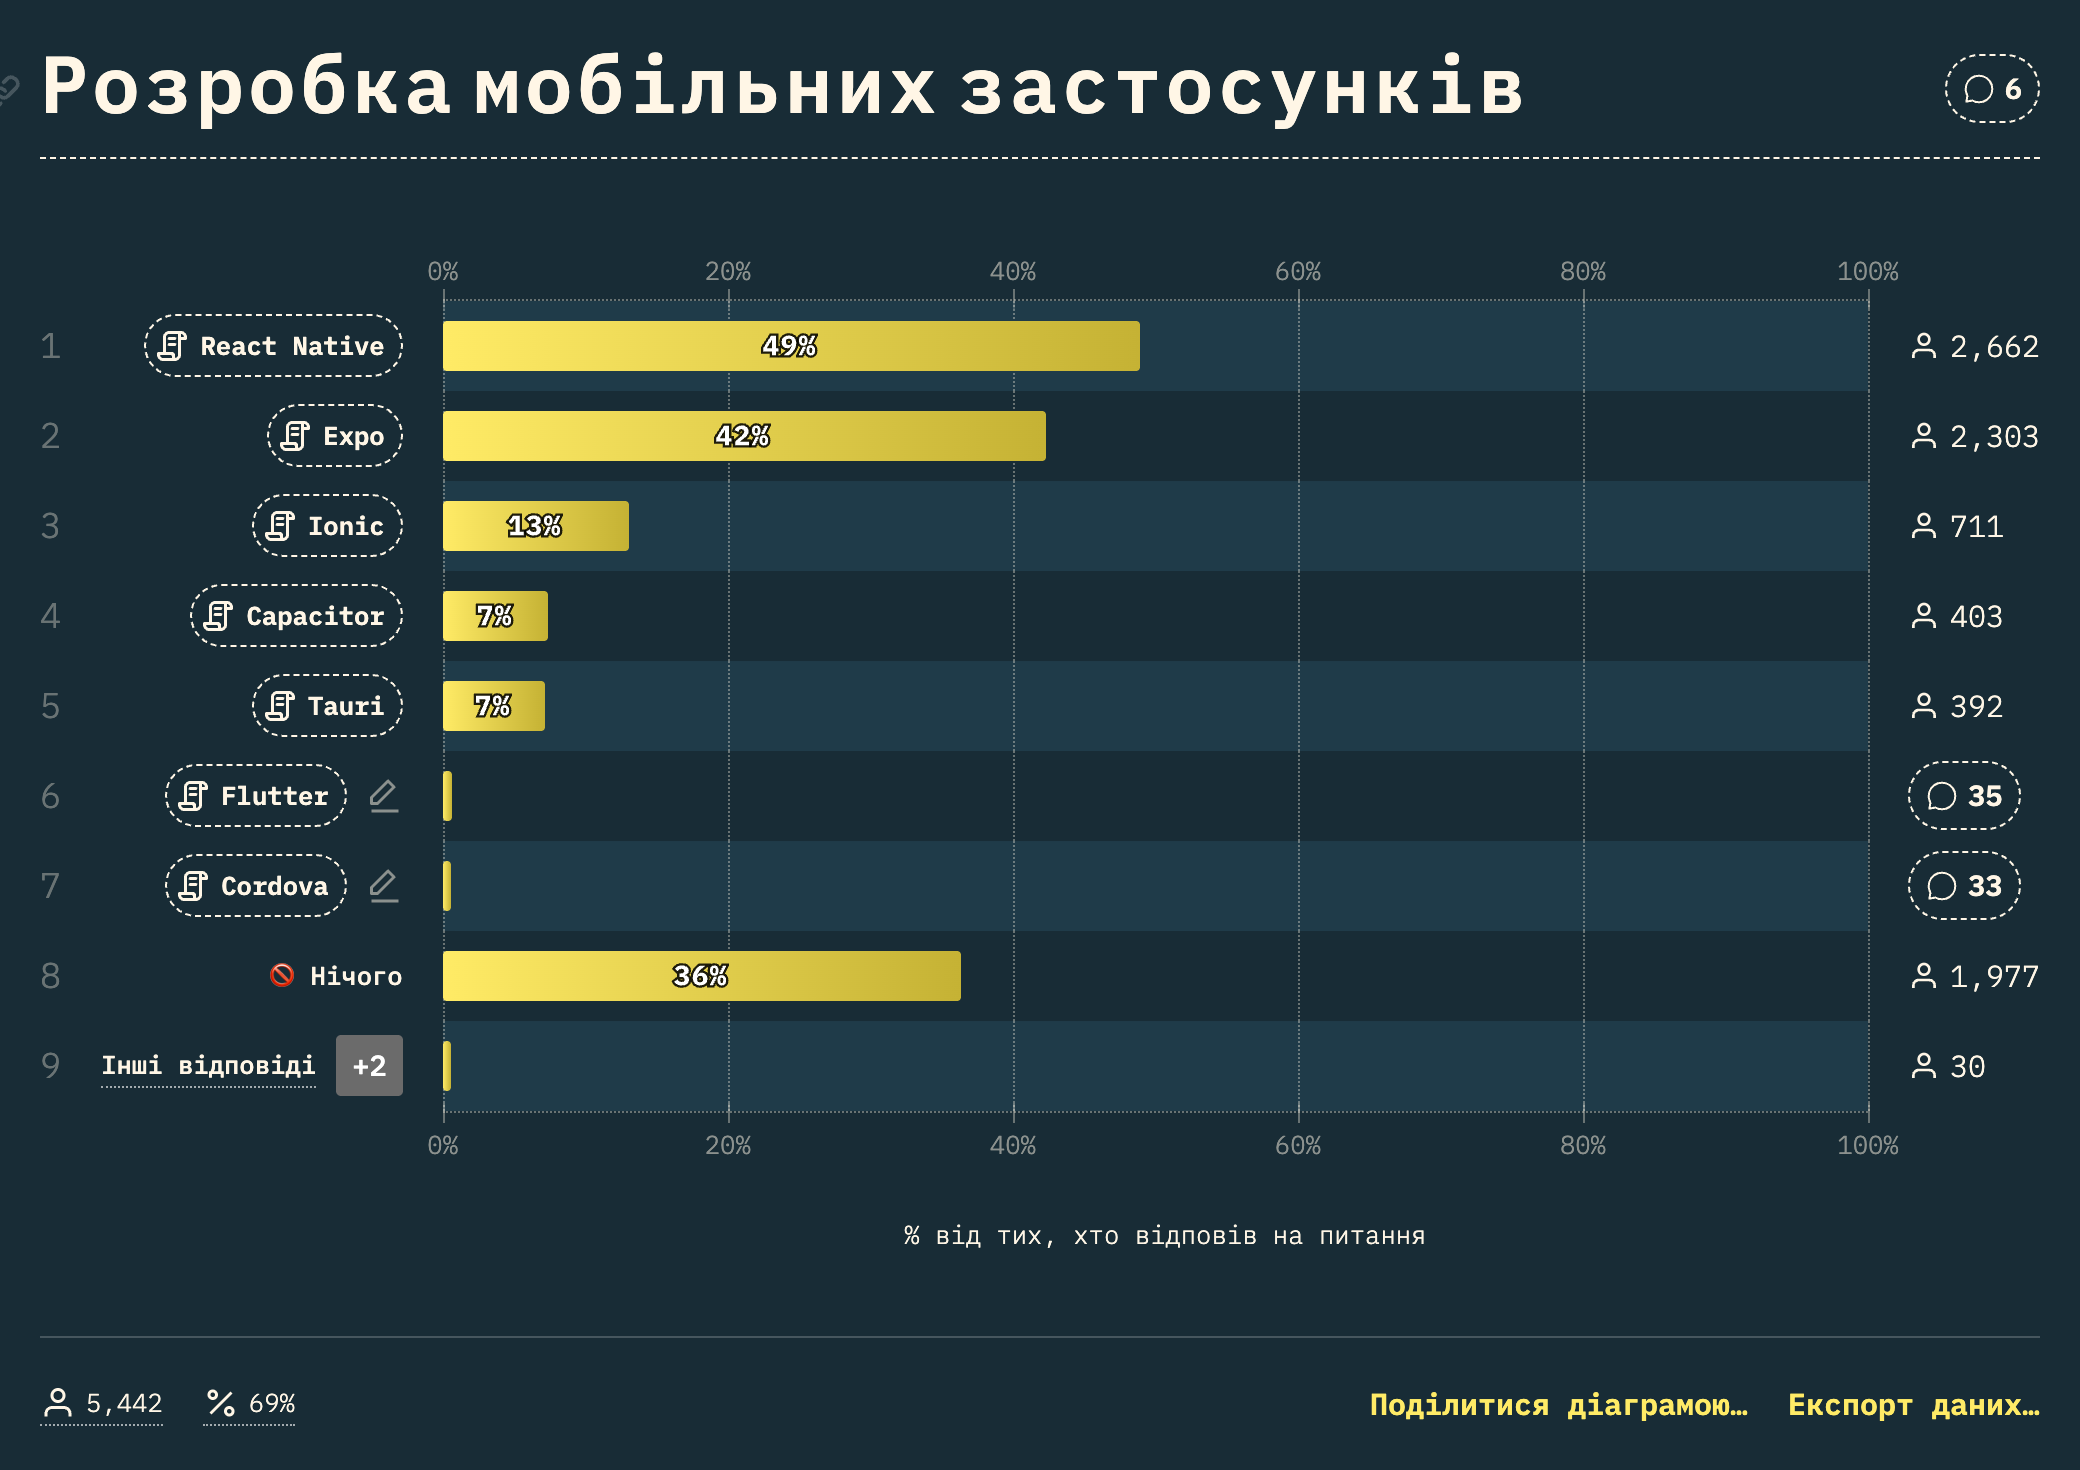 Розробка мобільних застосунків
6
0% 20% 40% 60% 80% 100%
1 React Native 49% 2,662
2 Expo 42% 2,303
3 Ionic 13% 711
4 Capacitor 7% 403
5 Tauri 7% 392
6 Flutter 35
7 Cordova 33
8 Нічого 36% 1,977
9 Інші відповіді +2 30
0% 20% 40% 60% 80% 100%
% від тих, хто відповів на питання
5,442 69% Поділитися діаграмою… Експорт даних…